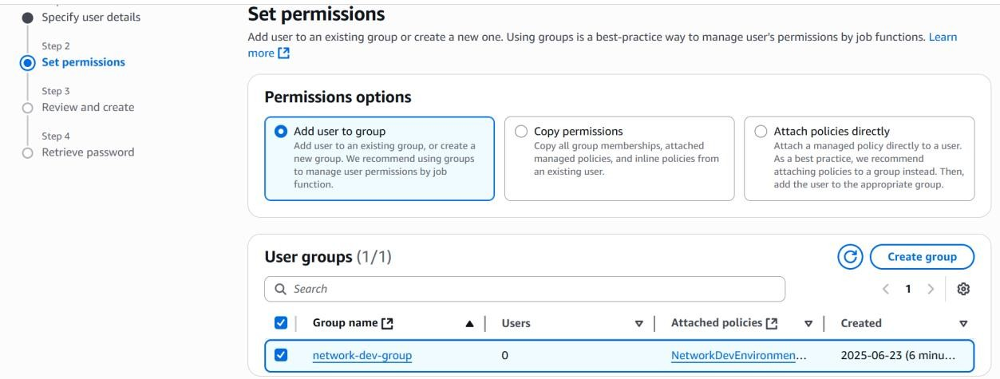 Specify user details
Step 2
Set permissions
Step 3
Review and create
Step 4
Retrieve password
Set permissions
Add user to an existing group or create a new one. Using groups is a best-practice way to manage user's permissions by job functions. Learn
more
Permissions options
Add user to group
Add user to an existing group, or create a
new group. We recommend using groups
to manage user permissions by job
function.
Copy permissions
Copy all group memberships, attached
managed policies, and inline policies from
an existing user.
Attach policies directly
Attach a managed policy directly to a user.
As a best practice, we recommend
attaching policies to a group instead. Then,
add the user to the appropriate group.
User groups (1/1)
Create group
Search
1
Group name Users Attached policies Created
network-dev-group 0 NetworkDevEnvironmen... 2025-06-23 (6 minu...